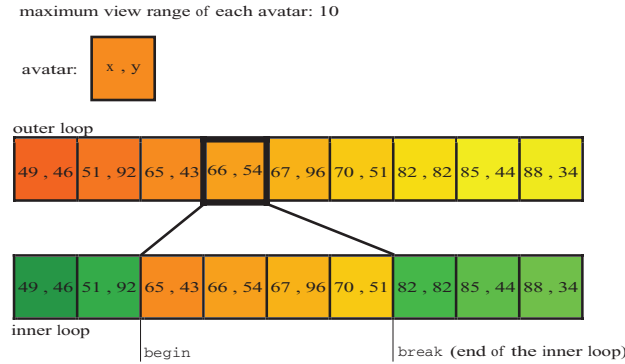 maximum view range of each avatar: 10
avatar: x , y
outer loop
49 , 46 51 , 92 65 , 43 66 , 54 67 , 96 70 , 51 82 , 82 85 , 44 88 , 34
49 , 46 51 , 92 65 , 43 66 , 54 67 , 96 70 , 51 82 , 82 85 , 44 88 , 34
inner loop
begin break (end of the inner loop)